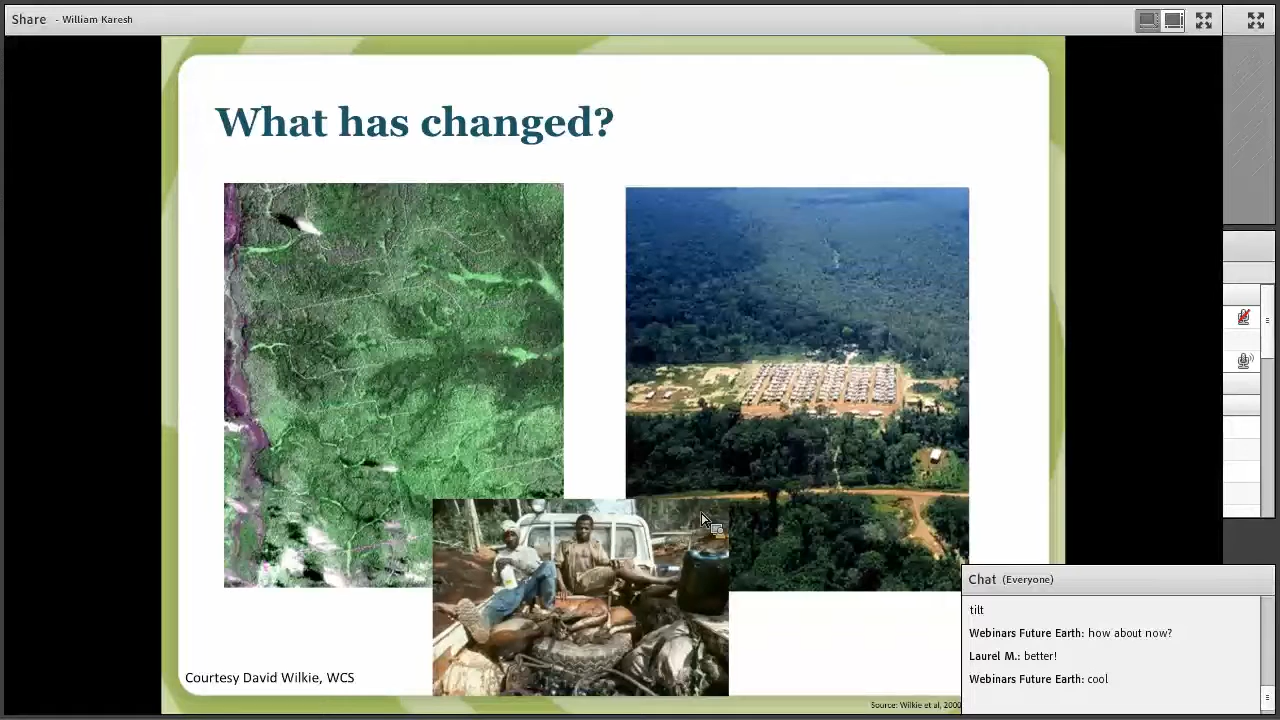 Share - William Karesh
What has changed?
Courtesy David Wilkie, WCS
Source: Wilkie et al, 2000
Chat (Everyone)
tilt
Webinars Future Earth: how about now?
Laurel M.: better!
Webinars Future Earth: cool